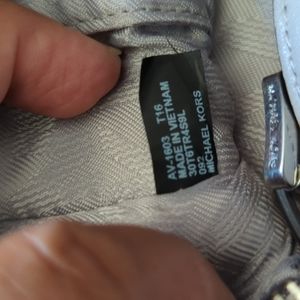 T16
AV-1603
MADE IN VIETNAM
30T6TR4S9L
092
MICHAEL KORS